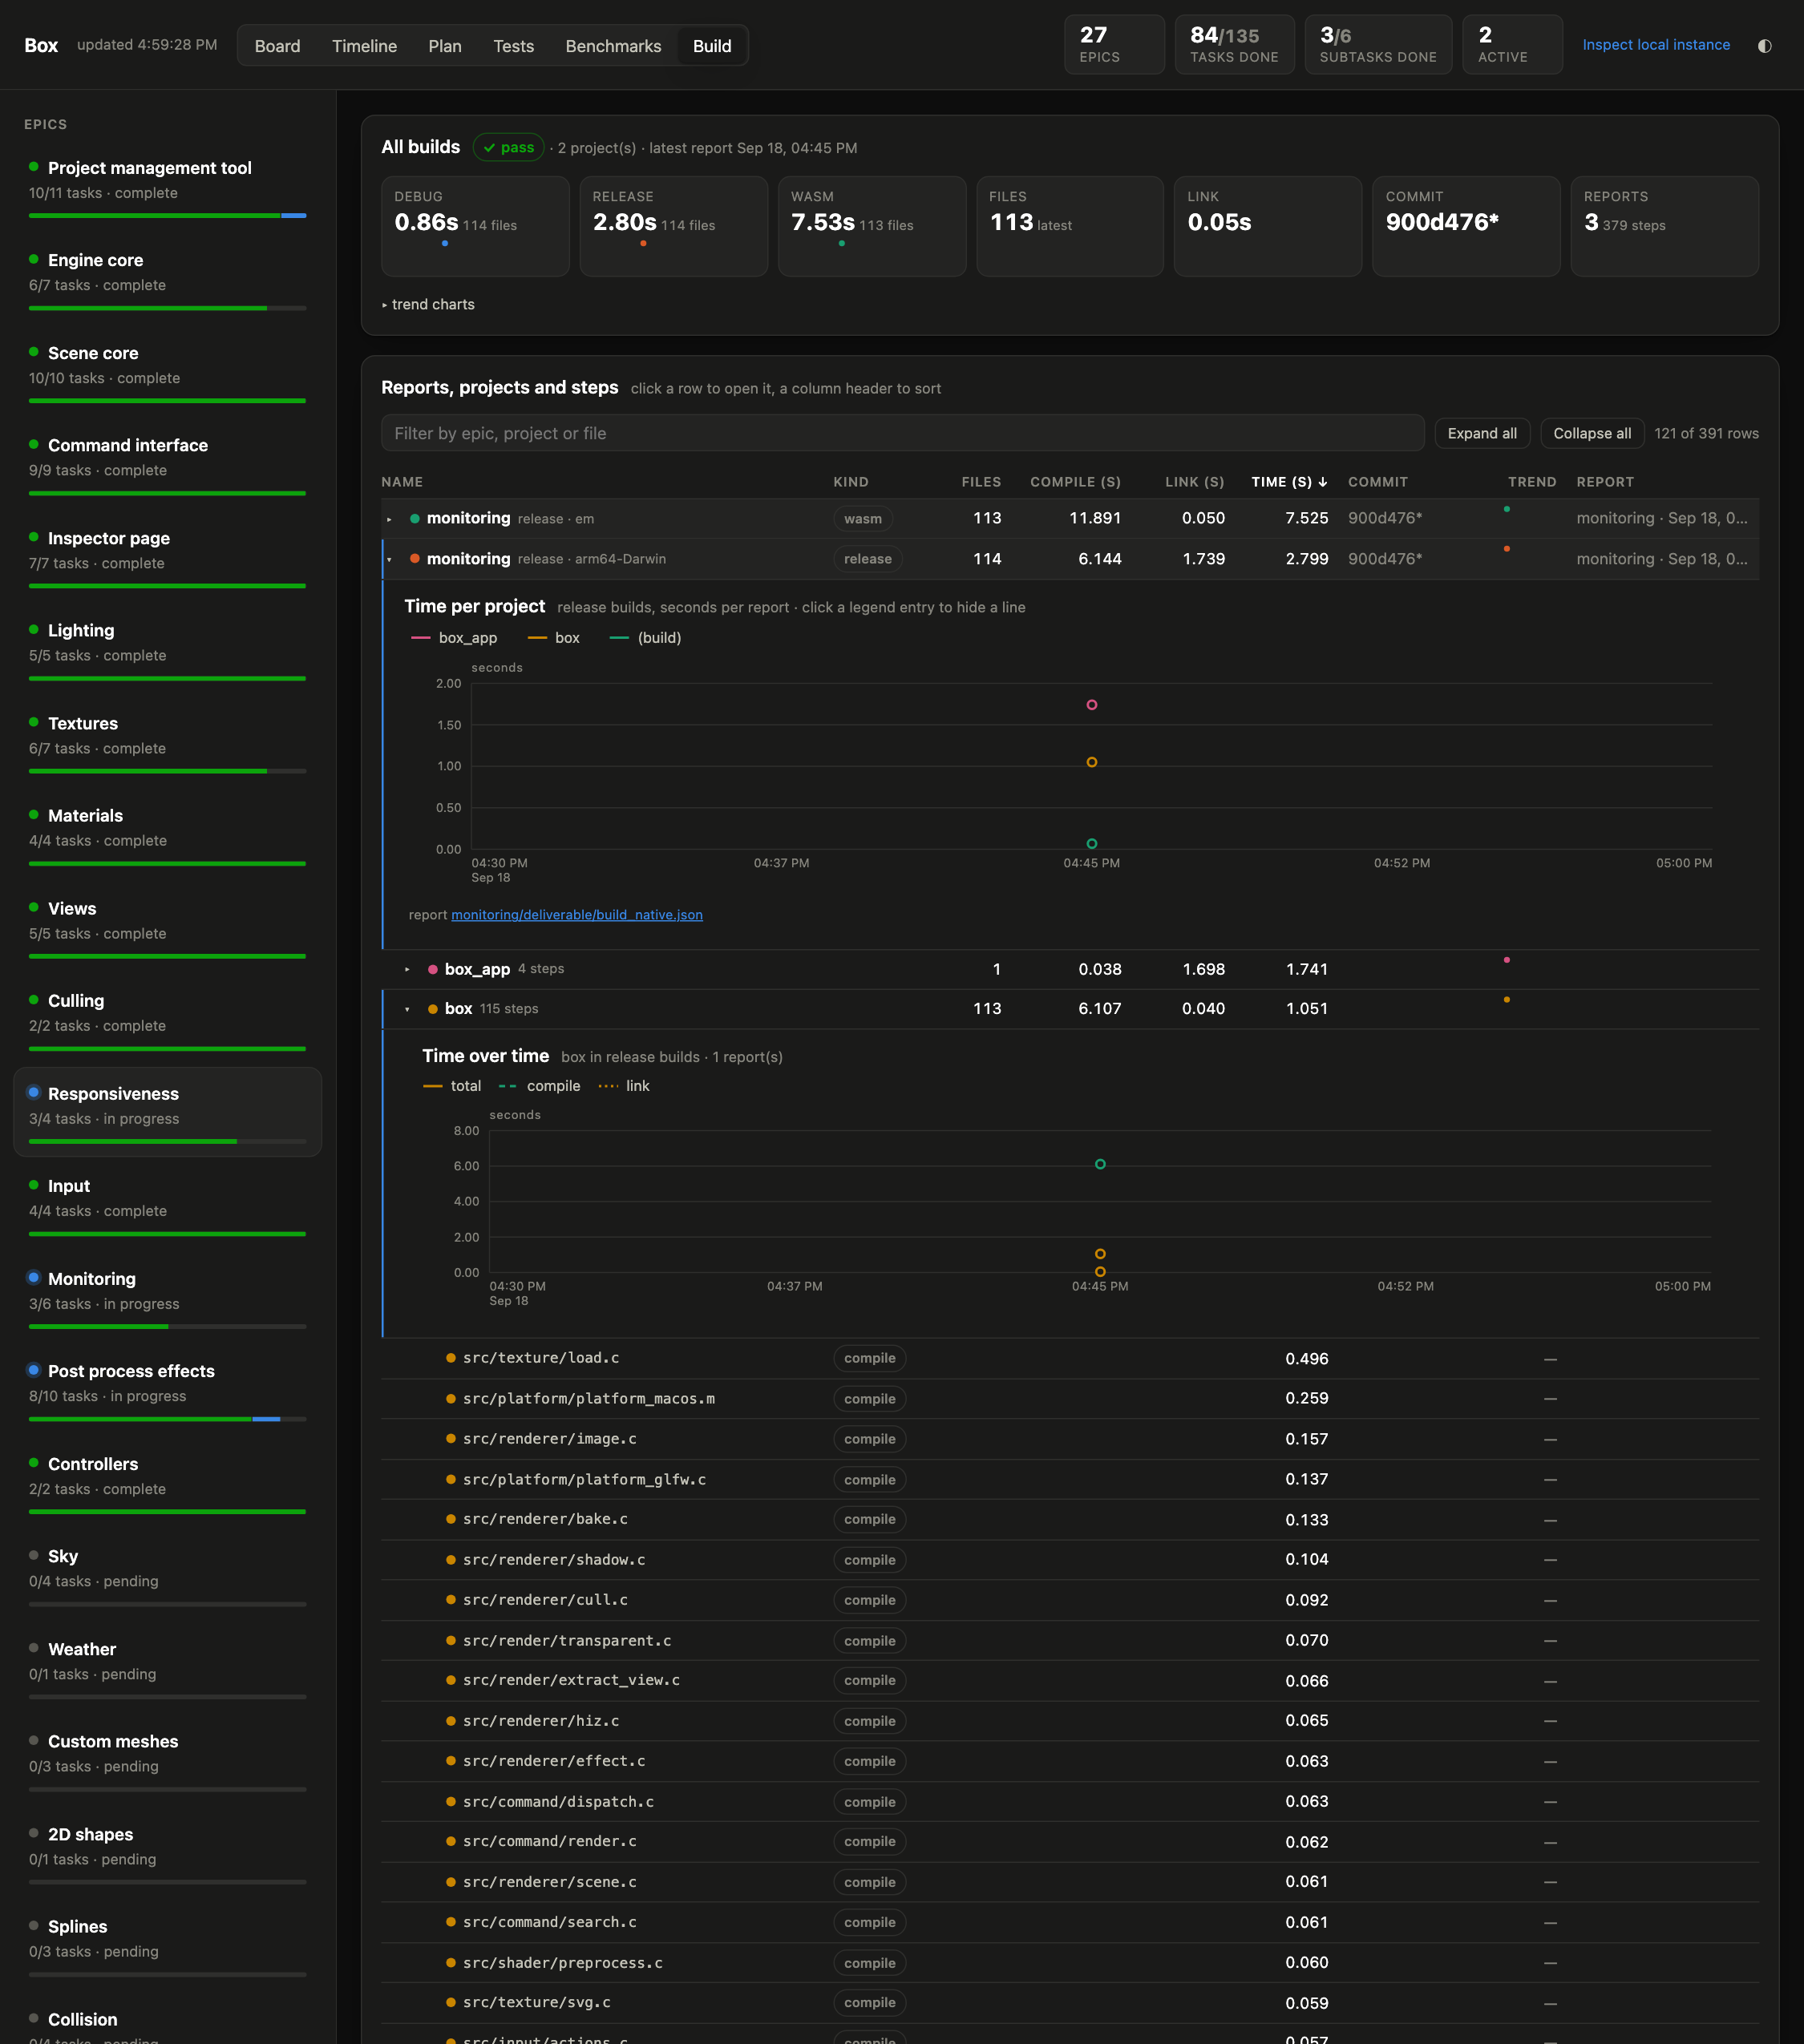 Box updated 4:59:28 PM Board Timeline Plan Tests Benchmarks Build
27 EPICS
84/135 TASKS DONE
3/6 SUBTASKS DONE
2 ACTIVE
Inspect local instance
EPICS
Project management tool
10/11 tasks · complete
Engine core
6/7 tasks · complete
Scene core
10/10 tasks · complete
Command interface
9/9 tasks · complete
Inspector page
7/7 tasks · complete
Lighting
5/5 tasks · complete
Textures
6/7 tasks · complete
Materials
4/4 tasks · complete
Views
5/5 tasks · complete
Culling
2/2 tasks · complete
Responsiveness
3/4 tasks · in progress
Input
4/4 tasks · complete
Monitoring
3/6 tasks · in progress
Post process effects
8/10 tasks · in progress
Controllers
2/2 tasks · complete
Sky
0/4 tasks · pending
Weather
0/1 tasks · pending
Custom meshes
0/3 tasks · pending
2D shapes
0/1 tasks · pending
Splines
0/3 tasks · pending
Collision
0/4 tasks · pending
All builds ✓ pass · 2 project(s) · latest report Sep 18, 04:45 PM
DEBUG
0.86s 114 files
RELEASE
2.80s 114 files
WASM
7.53s 113 files
FILES
113 latest
LINK
0.05s
COMMIT
900d476*
REPORTS
3 379 steps
▸ trend charts
Reports, projects and steps click a row to open it, a column header to sort
Filter by epic, project or file Expand all Collapse all 121 of 391 rows
NAME KIND FILES COMPILE (S) LINK (S) TIME (S) ↓ COMMIT TREND REPORT
▸ monitoring release · em wasm 113 11.891 0.050 7.525 900d476* monitoring · Sep 18, 0…
▾ monitoring release · arm64-Darwin release 114 6.144 1.739 2.799 900d476* monitoring · Sep 18, 0…
Time per project release builds, seconds per report · click a legend entry to hide a line
box_app box (build)
seconds
2.00
1.50
1.00
0.50
0.00
04:30 PM 04:37 PM 04:45 PM 04:52 PM 05:00 PM
Sep 18
report monitoring/deliverable/build_native.json
▸ box_app 4 steps 1 0.038 1.698 1.741
▾ box 115 steps 113 6.107 0.040 1.051
Time over time box in release builds · 1 report(s)
total compile link
seconds
8.00
6.00
4.00
2.00
0.00
04:30 PM 04:37 PM 04:45 PM 04:52 PM 05:00 PM
Sep 18
src/texture/load.c compile 0.496 —
src/platform/platform_macos.m compile 0.259 —
src/renderer/image.c compile 0.157 —
src/platform/platform_glfw.c compile 0.137 —
src/renderer/bake.c compile 0.133 —
src/renderer/shadow.c compile 0.104 —
src/renderer/cull.c compile 0.092 —
src/render/transparent.c compile 0.070 —
src/render/extract_view.c compile 0.066 —
src/renderer/hiz.c compile 0.065 —
src/renderer/effect.c compile 0.063 —
src/command/dispatch.c compile 0.063 —
src/command/render.c compile 0.062 —
src/renderer/scene.c compile 0.061 —
src/command/search.c compile 0.061 —
src/shader/preprocess.c compile 0.060 —
src/texture/svg.c compile 0.059 —
src/input/actions.c compile 0.057 —